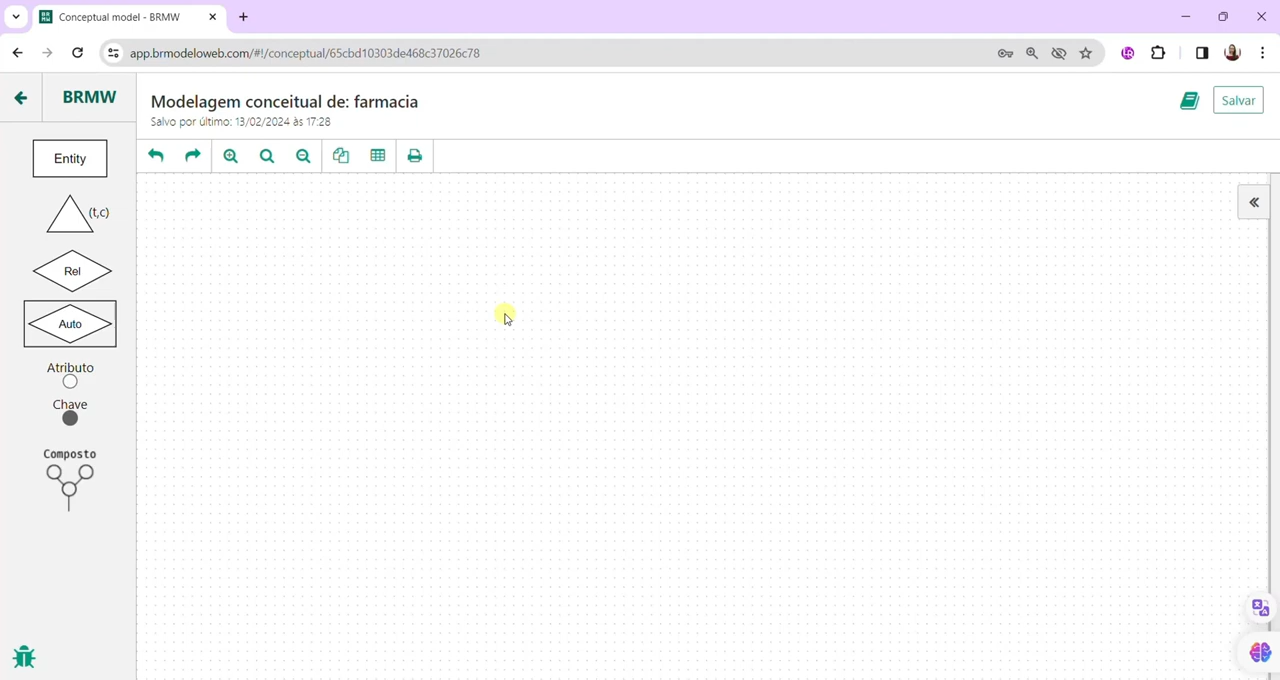 Conceptual model - BRMW
app.brmodeloweb.com/#!/conceptual/65cbd10303de468c37026c78
BRMW
Modelagem conceitual de: farmacia
Salvo por último: 13/02/2024 às 17:28
Salvar
Entity
(t,c)
Rel
Auto
Atributo
Chave
Composto